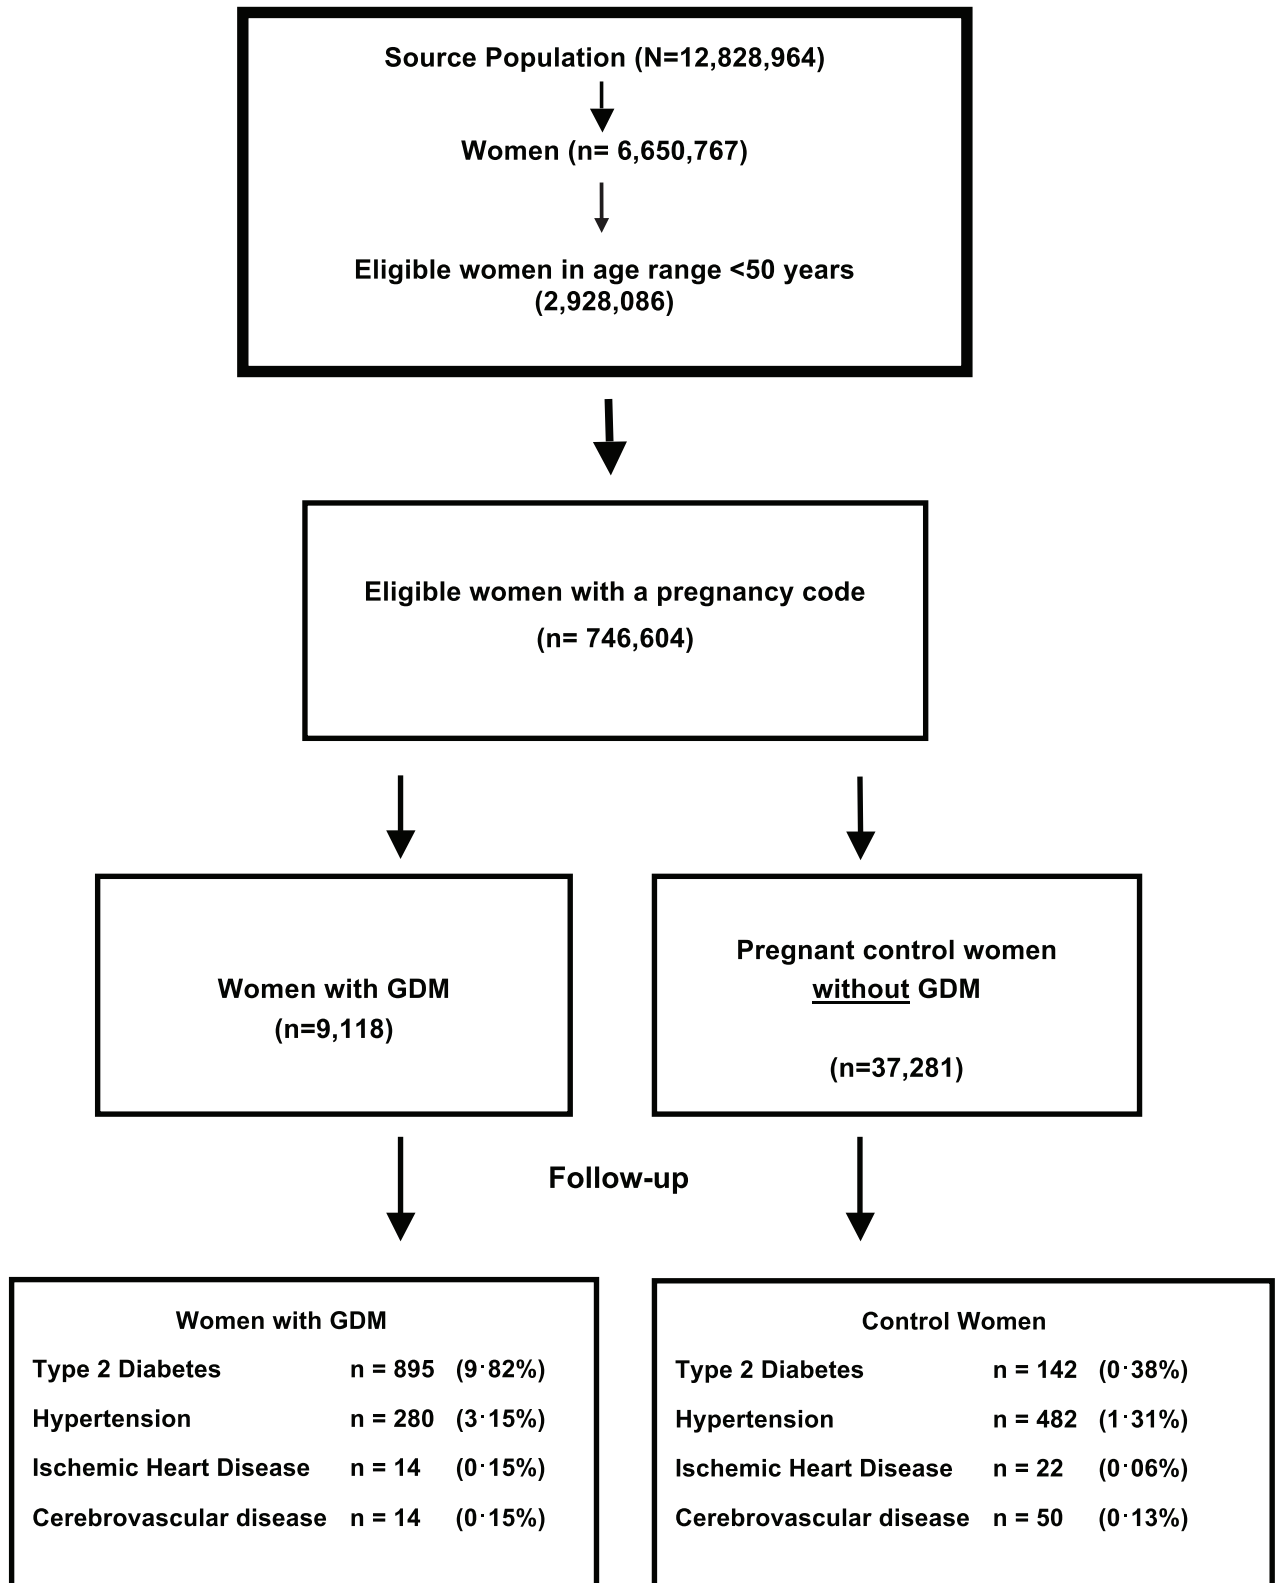 Source Population (N=12,828,964)
Women (n= 6,650,767)
Eligible women in age range <50 years
(2,928,086)
Eligible women with a pregnancy code
(n= 746,604)
Women with GDM
(n=9,118)
Pregnant control women
without GDM
(n=37,281)
Follow-up
Women with GDM
Type 2 Diabetes n = 895 (9·82%)
Hypertension n = 280 (3·15%)
Ischemic Heart Disease n = 14 (0·15%)
Cerebrovascular disease n = 14 (0·15%)
Control Women
Type 2 Diabetes n = 142 (0·38%)
Hypertension n = 482 (1·31%)
Ischemic Heart Disease n = 22 (0·06%)
Cerebrovascular disease n = 50 (0·13%)